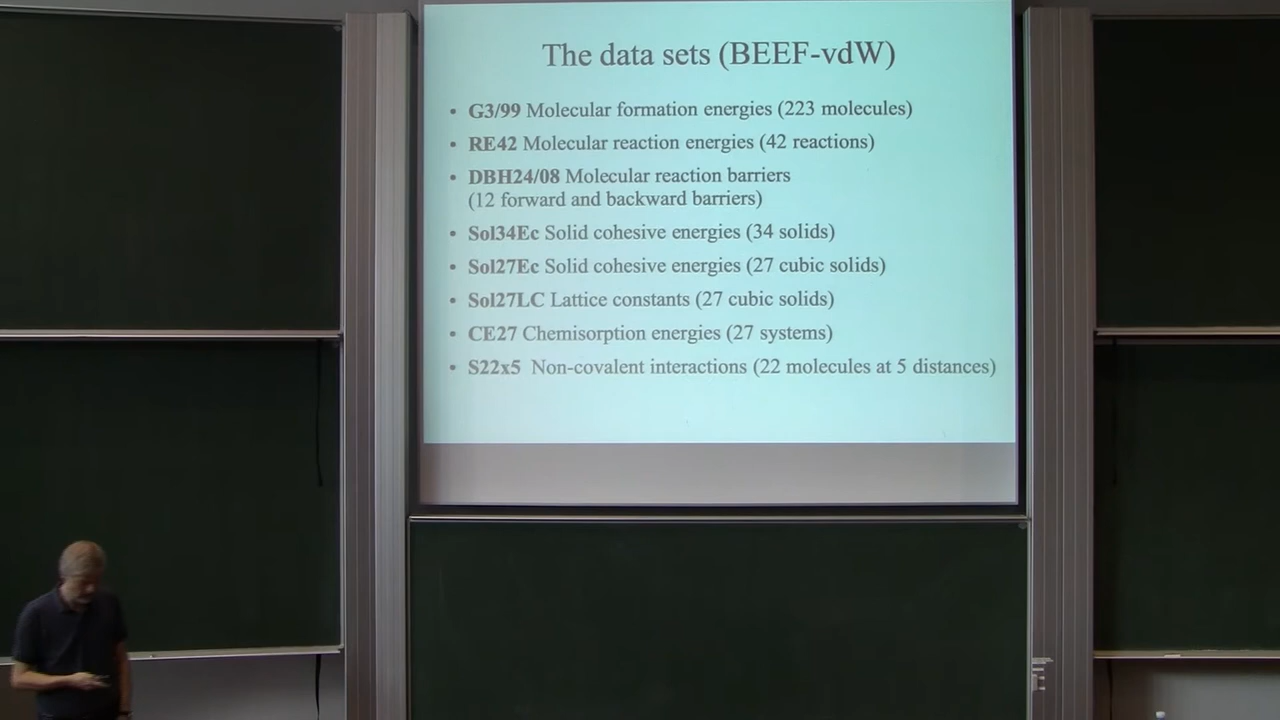 The data sets (BEEF-vdW)
• G3/99 Molecular formation energies (223 molecules)
• RE42 Molecular reaction energies (42 reactions)
• DBH24/08 Molecular reaction barriers
(12 forward and backward barriers)
• Sol34Ec Solid cohesive energies (34 solids)
• Sol27Ec Solid cohesive energies (27 cubic solids)
• Sol27LC Lattice constants (27 cubic solids)
• CE27 Chemisorption energies (27 systems)
• S22x5 Non-covalent interactions (22 molecules at 5 distances)